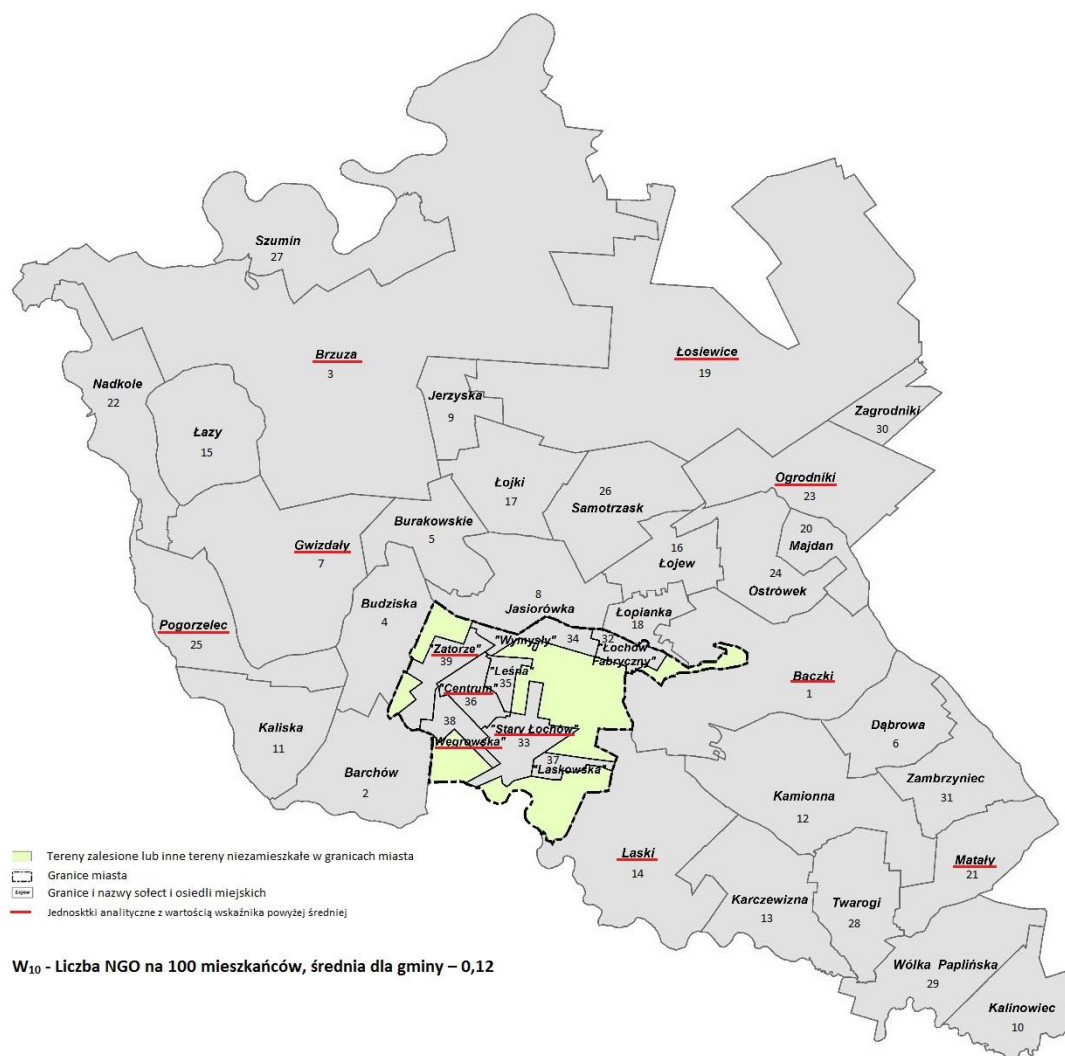 Szumin
27
Brzuza
3
Łosiewice
19
Nadkole
22
Jerzyska
9
Zagrodniki
30
Łazy
15
Ogrodniki
23
Łojki
17
26
Samotrzask
Burakowskie
5
20
Majdan
16
Łojew
Gwizdały
7
24
Ostrówek
8
Jasiorówka
Budziska
4
Łopianka
18
Pogorzelec
25
"Wymysły"
34
32
"Łochów
Fabryczny"
"Zatorze"
39
"Leśna"
35
Baczki
1
"Centrum"
36
Kaliska
11
38
"Węgrowska"
"Stary Łochów"
33
Dąbrowa
6
37
"Laskowska"
Barchów
2
Zambrzyniec
31
Kamionna
12
Laski
14
Matały
21
Karczewizna
13
Twarogi
28
Wólka Paplińska
29
Kalinowiec
10
Tereny zalesione lub inne tereny niezamieszkałe w granicach miasta
Granice miasta
Łojew
Granice i nazwy sołect i osiedli miejskich
Jednosktki analityczne z wartością wskaźnika powyżej średniej
W₁₀ - Liczba NGO na 100 mieszkańców, średnia dla gminy – 0,12